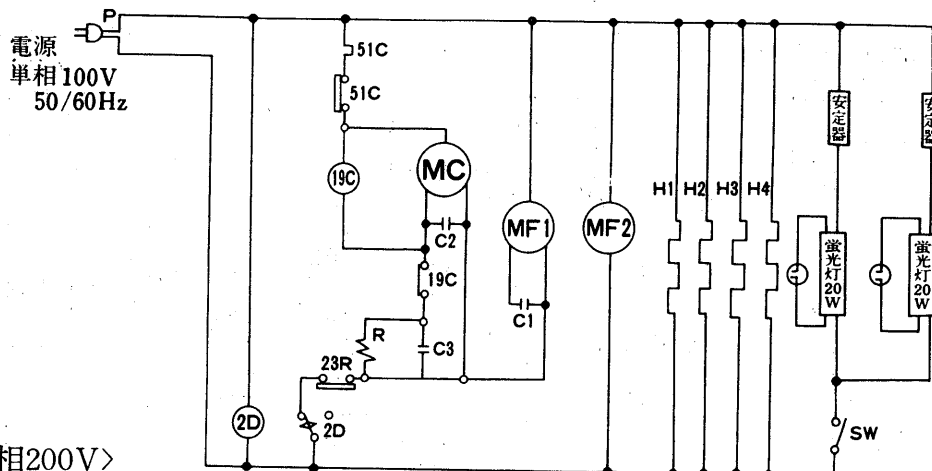 P
電源
単相100V
50/60Hz
51C
51C
19C
MC
C2
19C
R
C3
23R
2D
2D
MF1
C1
MF2
H1
H2
H3
H4
安定器
安定器
蛍光灯20W
蛍光灯20W
SW
相200V>